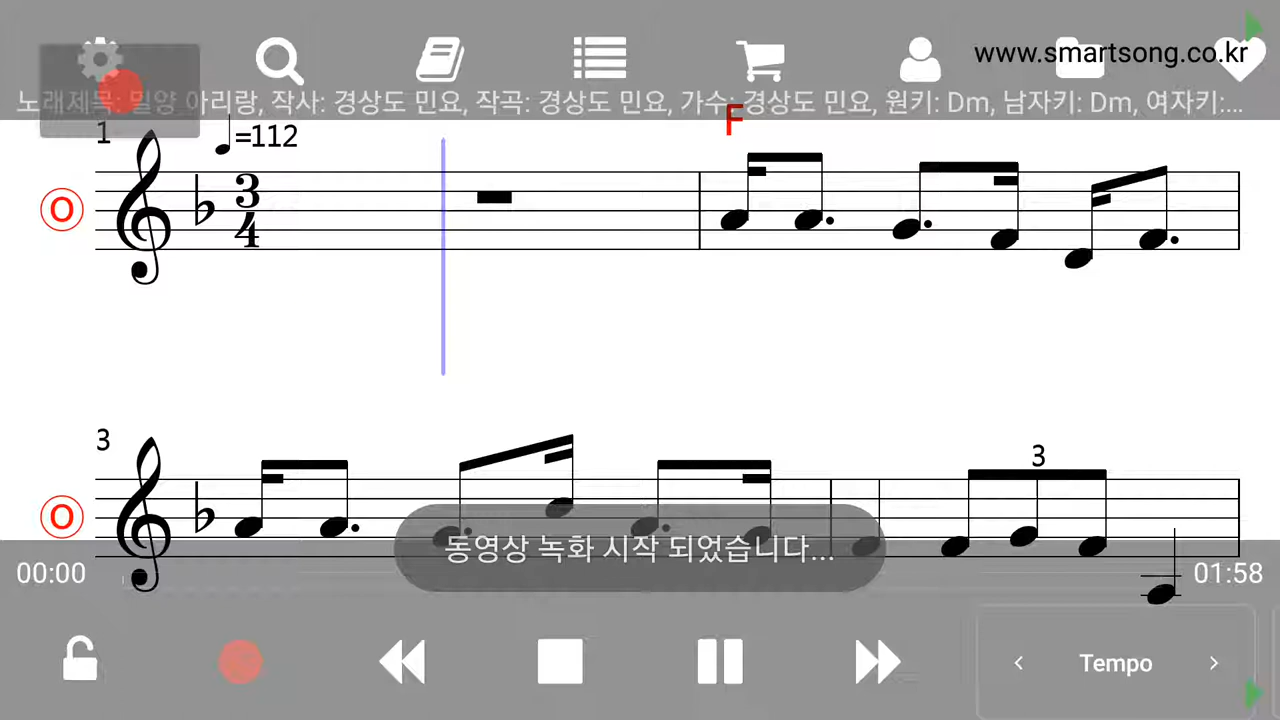 www.smartsong.co.kr
노래제목: 밀양 아리랑, 작사: 경상도 민요, 작곡: 경상도 민요, 가수: 경상도 민요, 원키: Dm, 남자키: Dm, 여자키:...
F
1
=112
O
3
4
3
3
O
동영상 녹화 시작 되었습니다...
00:00
01:58
Tempo